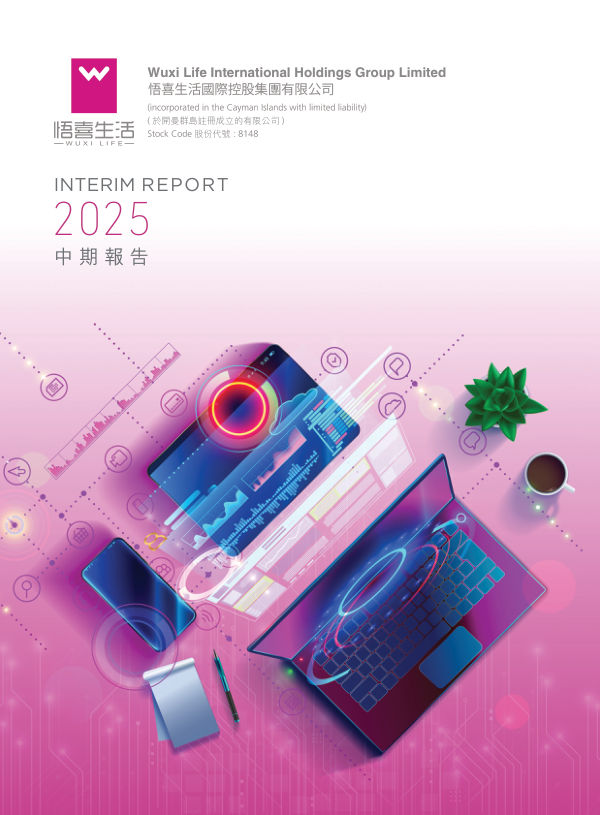 Wuxi Life International Holdings Group Limited
悟喜生活國際控股集團有限公司
(incorporated in the Cayman Islands with limited liability)
(於開曼群島註冊成立的有限公司)
Stock Code 股份代號 : 8148
悟喜生活
WUXI LIFE
INTERIM REPORT
2025
中期報告